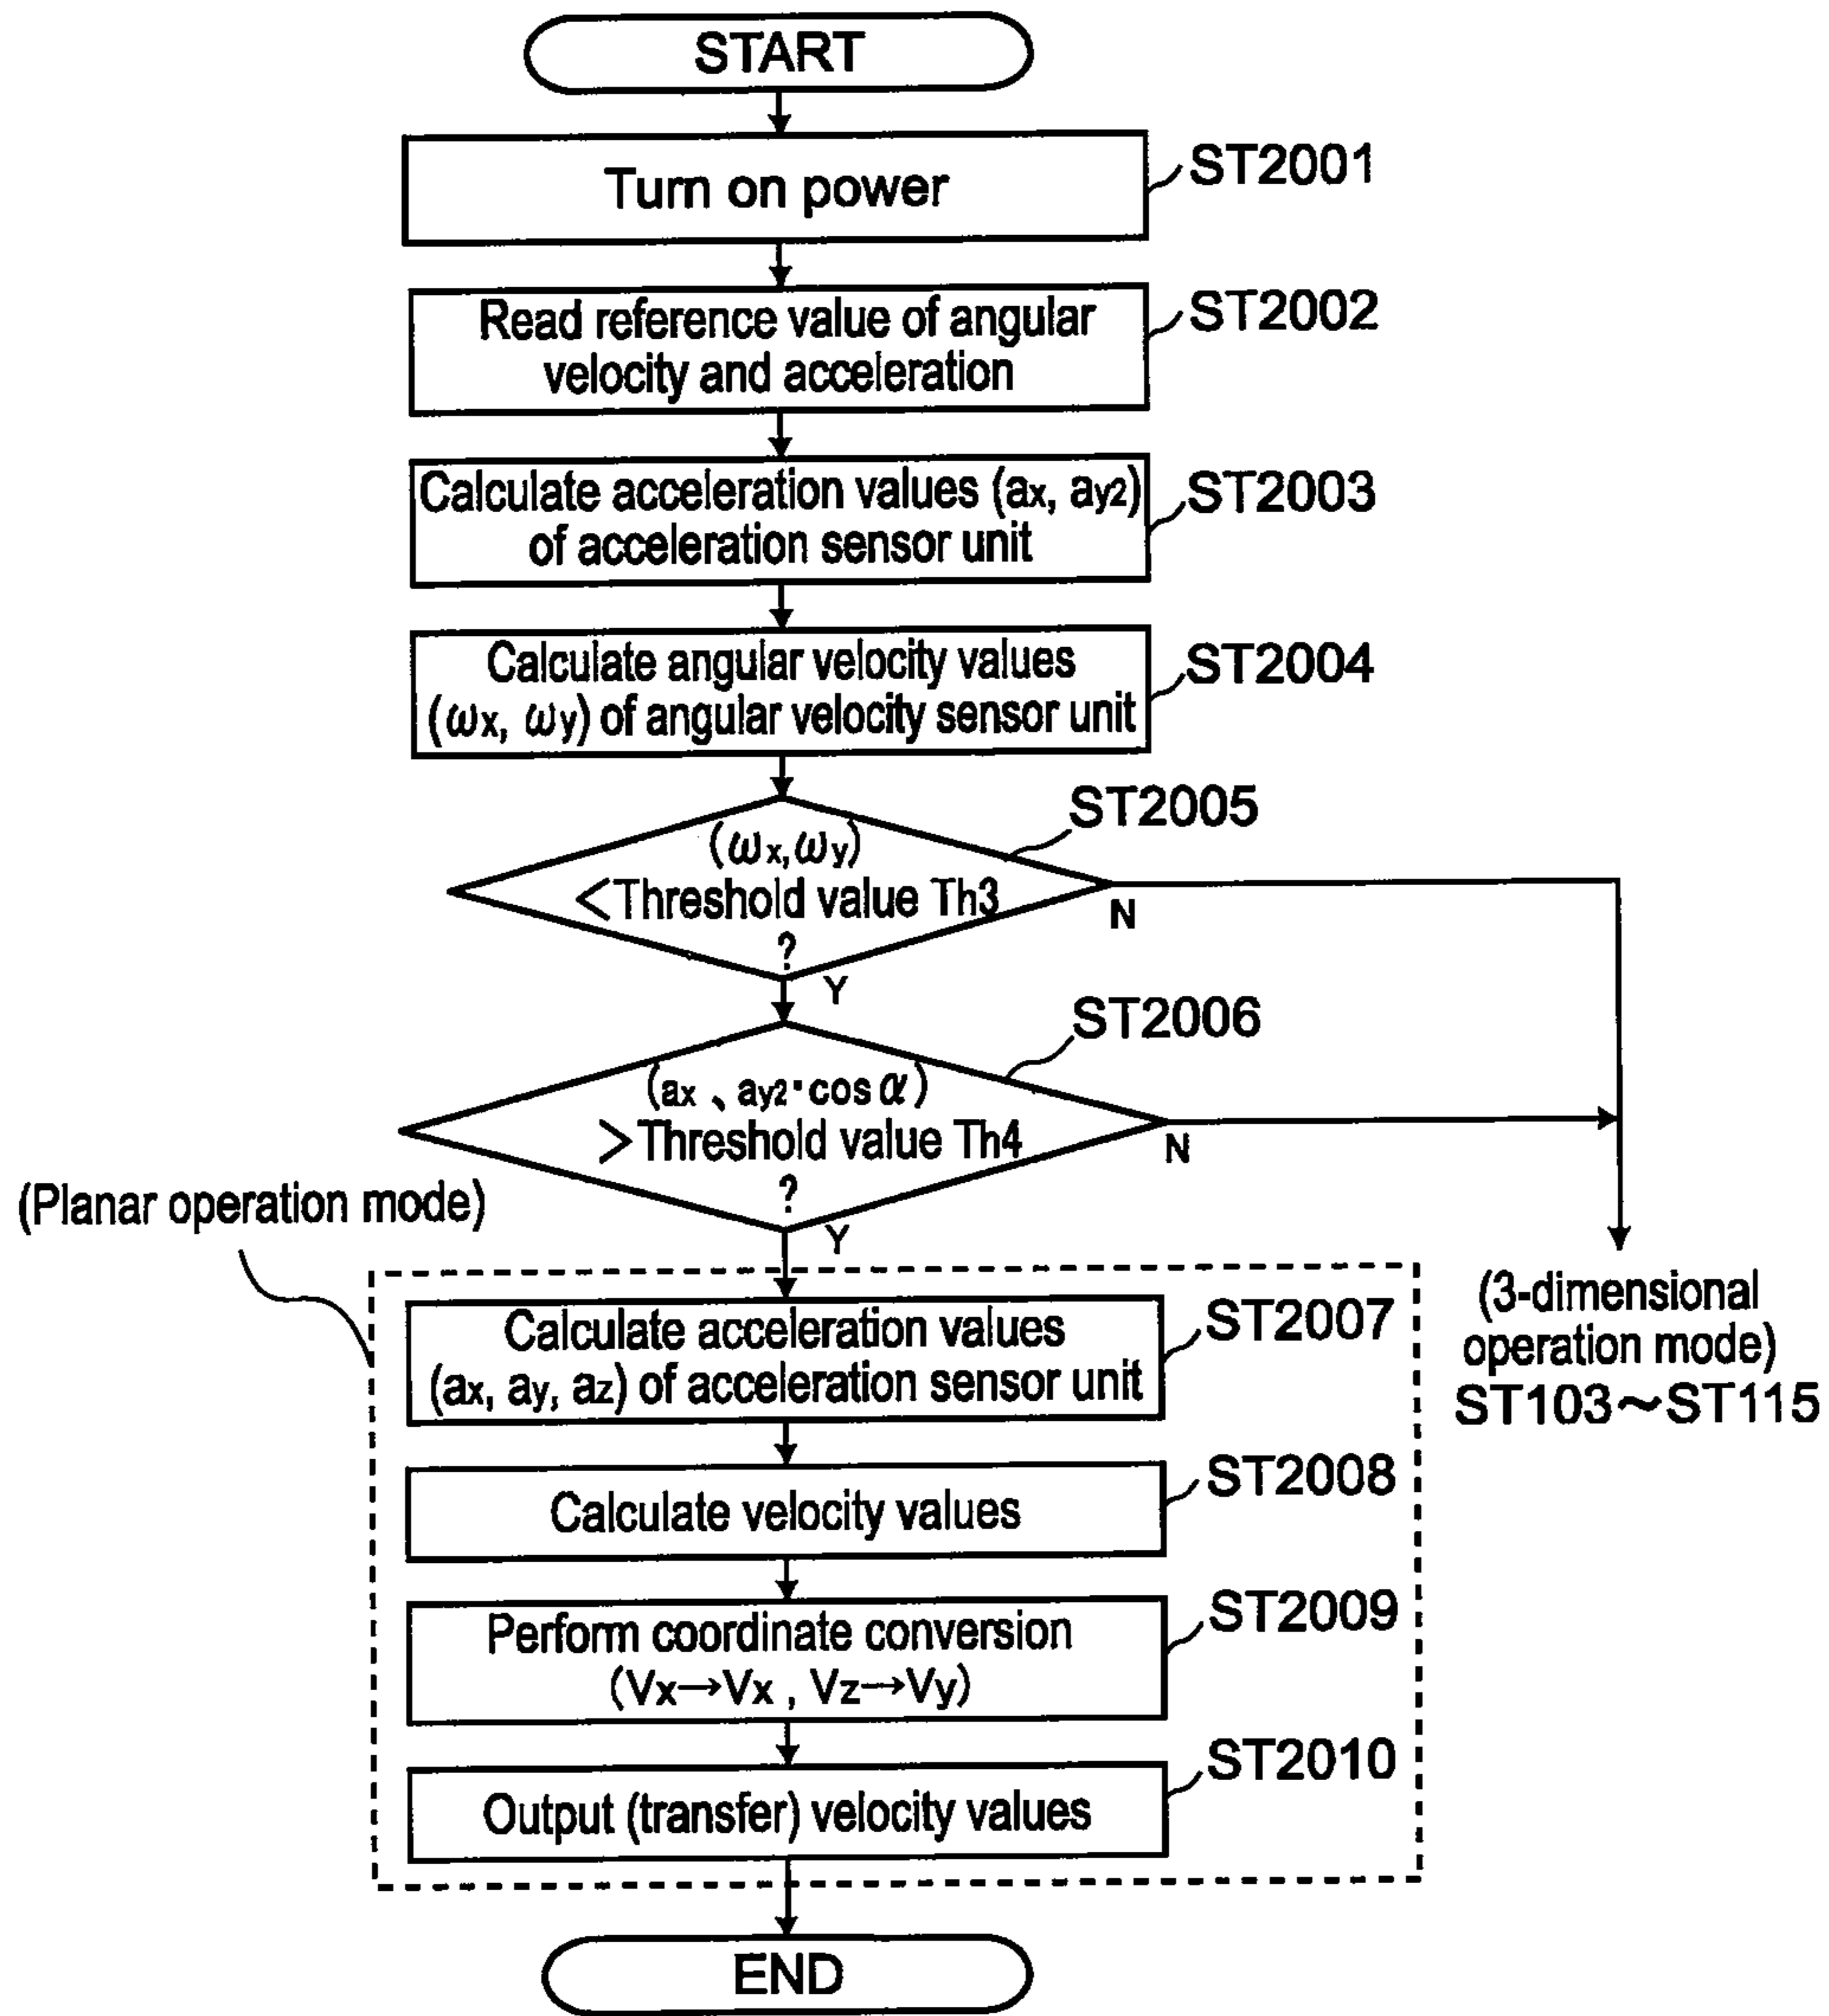 START
Turn on power
ST2001
Read reference value of angular
velocity and acceleration
ST2002
Calculate acceleration values (ax, ay2)
of acceleration sensor unit
ST2003
Calculate angular velocity values
(ωx, ωy) of angular velocity sensor unit
ST2004
(ωx,ωy)
<Threshold value Th3
?
ST2005
N
Y
(ax 、ay2・cos α)
>Threshold value Th4
?
ST2006
N
Y
(Planar operation mode)
(3-dimensional
operation mode)
ST103～ST115
Calculate acceleration values
(ax, ay, az) of acceleration sensor unit
ST2007
Calculate velocity values
ST2008
Perform coordinate conversion
(Vx→Vx , Vz→Vy)
ST2009
Output (transfer) velocity values
ST2010
END